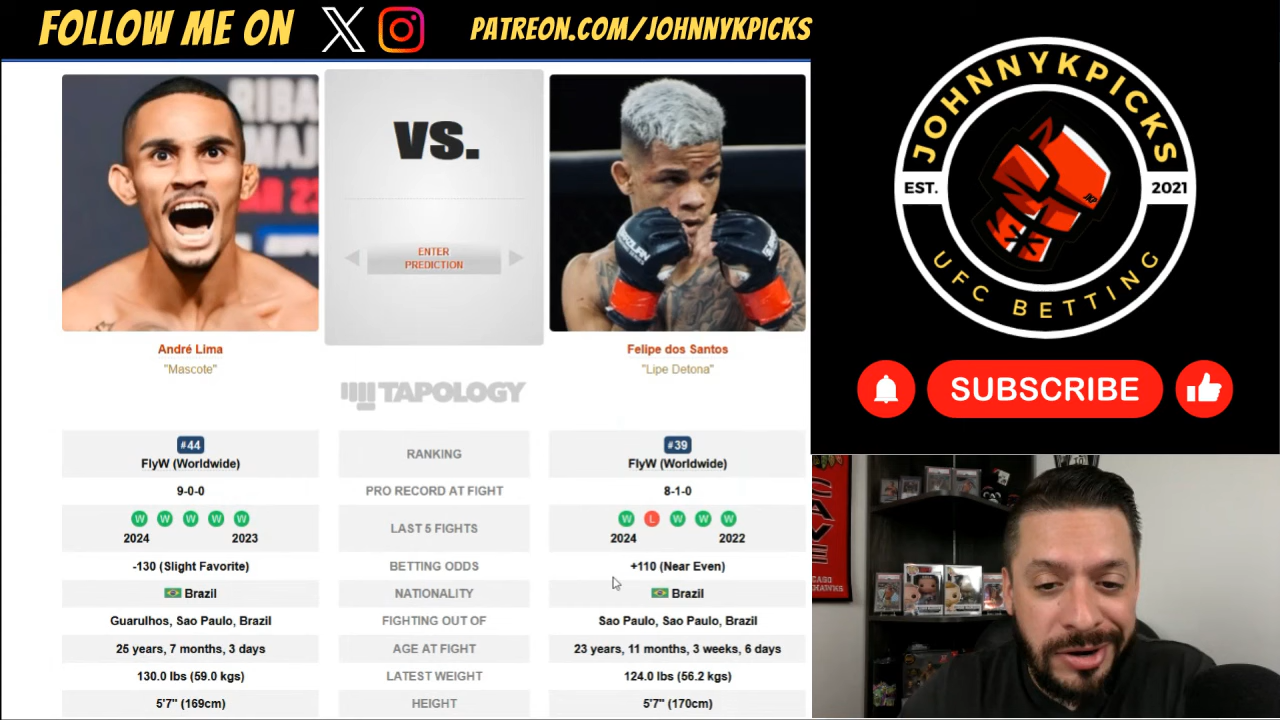 FOLLOW ME ON
PATREON.COM/JOHNNYKPICKS
JOHNNYKPICKS
EST.
2021
UFC BETTING
JKP
SUBSCRIBE
VS.
ENTER
PREDICTION
André Lima
"Mascote"
Felipe dos Santos
"Lipe Detona"
TAPOLOGY
#44
FlyW (Worldwide)
RANKING
#39
FlyW (Worldwide)
9-0-0
PRO RECORD AT FIGHT
8-1-0
W W W W W
2024 2023
LAST 5 FIGHTS
W L W W W
2024 2022
-130 (Slight Favorite)
BETTING ODDS
+110 (Near Even)
Brazil
NATIONALITY
Brazil
Guarulhos, Sao Paulo, Brazil
FIGHTING OUT OF
Sao Paulo, Sao Paulo, Brazil
25 years, 7 months, 3 days
AGE AT FIGHT
23 years, 11 months, 3 weeks, 6 days
130.0 lbs (59.0 kgs)
LATEST WEIGHT
124.0 lbs (56.2 kgs)
5'7" (169cm)
HEIGHT
5'7" (170cm)